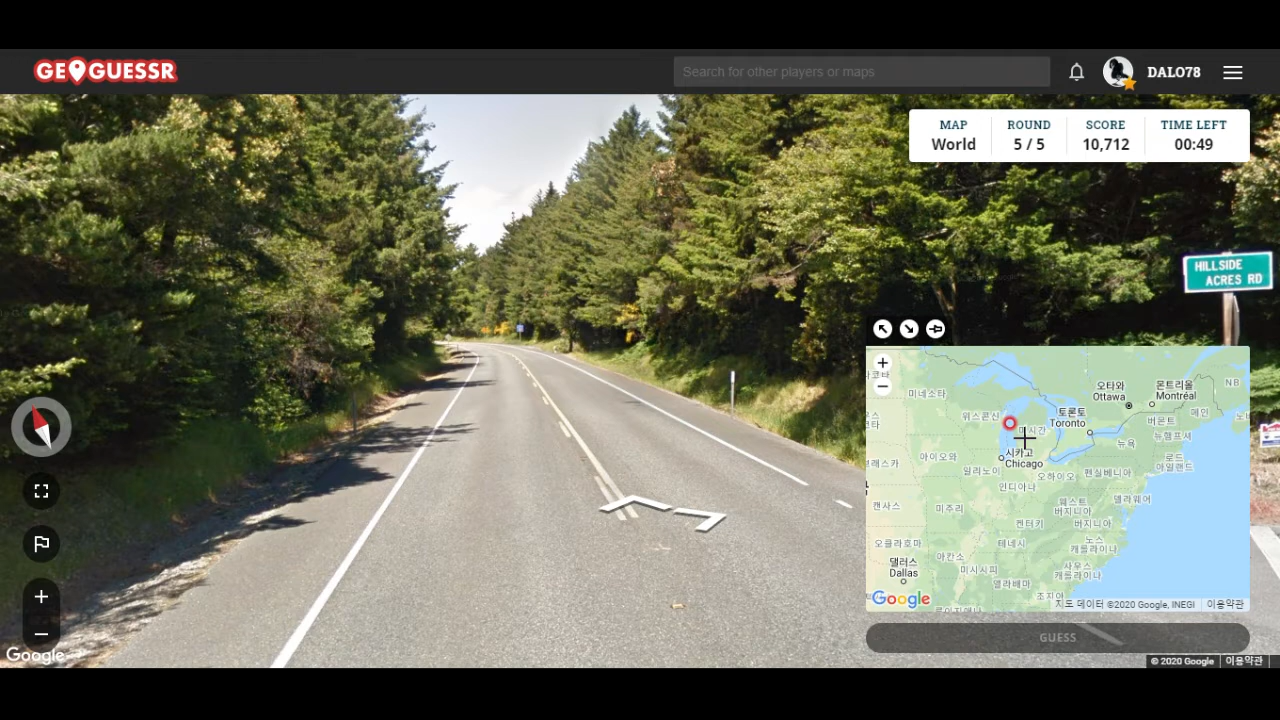 GEOGUESSR
Search for other players or maps
DALO78
MAP
World
ROUND
5 / 5
SCORE
10,712
TIME LEFT
00:49
HILLSIDE
ACRES RD
미네소타
위스콘신
미시간
오타와
Ottawa
몬트리올
Montréal
NB
메인
버몬트
뉴햄프셔
토론토
Toronto
뉴욕
로드
아일랜드
아이오와
시카고
Chicago
일리노이
인디아나
오하이오
펜실베니아
캔사스
미주리
웨스트
버지니아
델라웨어
켄터키
버지니아
오클라호마
아칸소
테네시
노스
캐롤라이나
댈러스
Dallas
미시시피
앨라배마
사우스
캐롤라이나
조지아
Google
지도 데이터 ©2020 Google, INEGI
이용약관
GUESS
Google
© 2020 Google
이용약관